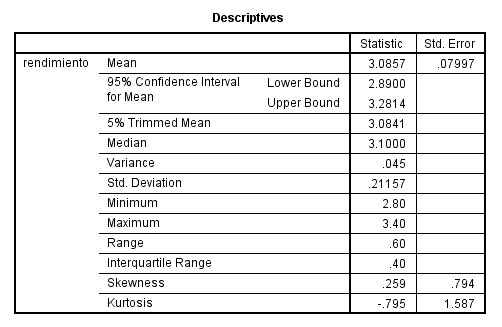 Descriptives
Statistic Std. Error
rendimiento Mean 3.0857 .07997
95% Confidence Interval Lower Bound 2.8900
for Mean Upper Bound 3.2814
5% Trimmed Mean 3.0841
Median 3.1000
Variance .045
Std. Deviation .21157
Minimum 2.80
Maximum 3.40
Range .60
Interquartile Range .40
Skewness .259 .794
Kurtosis -.795 1.587